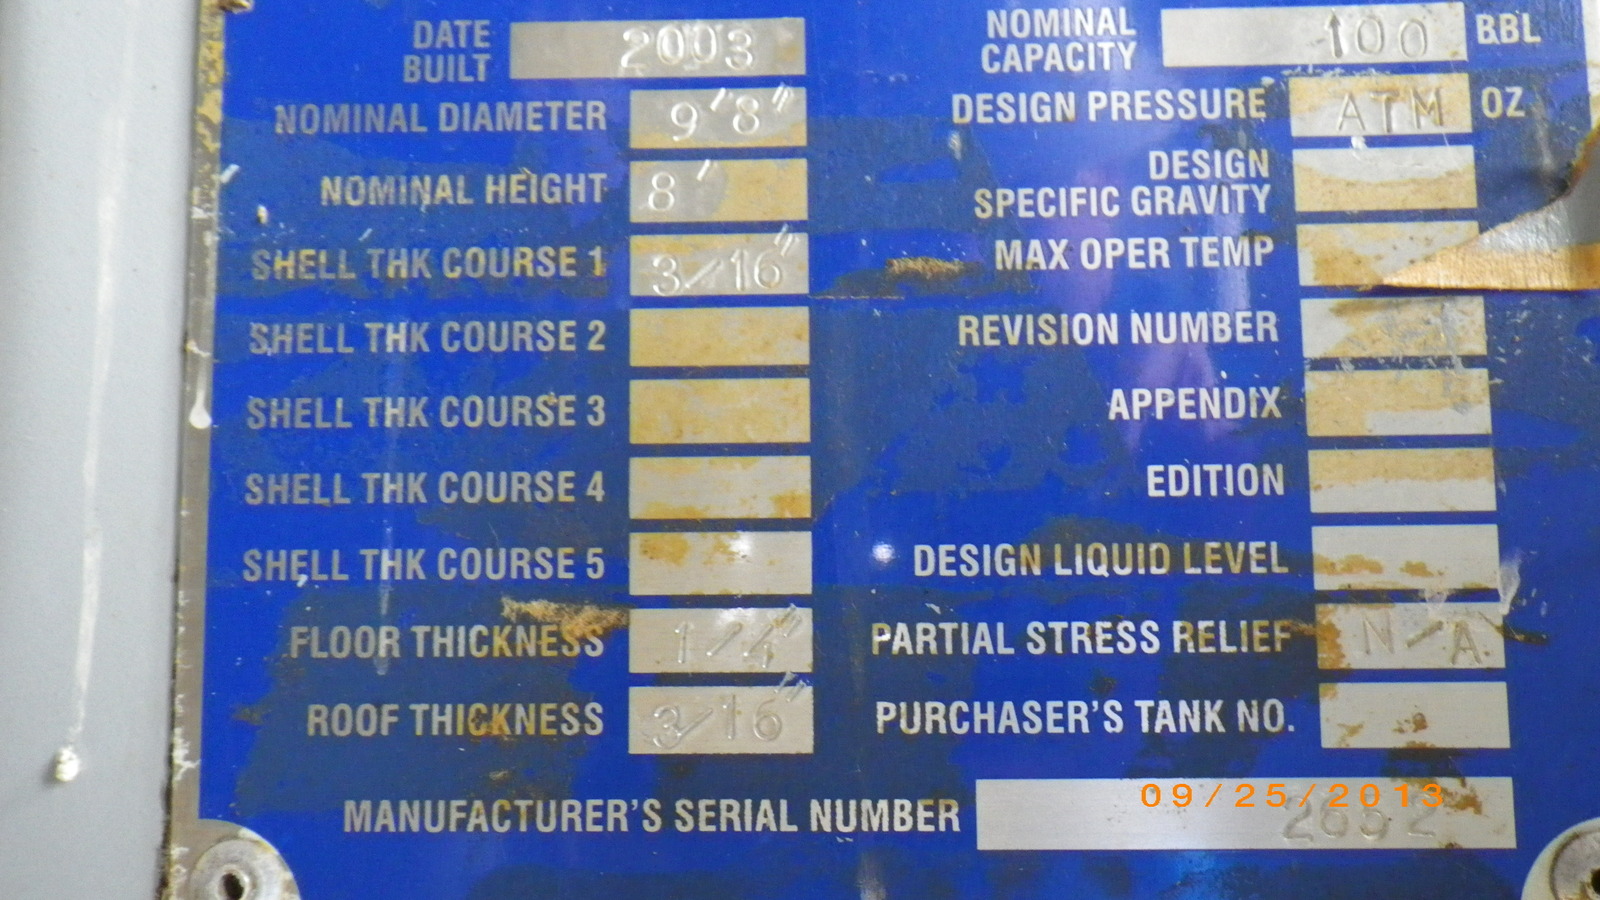 DATE BUILT 2003
NOMINAL CAPACITY 100 BBL
NOMINAL DIAMETER 9'8"
DESIGN PRESSURE ATM OZ
NOMINAL HEIGHT 8'
DESIGN SPECIFIC GRAVITY
SHELL THK COURSE 1 3/16"
MAX OPER TEMP
SHELL THK COURSE 2
REVISION NUMBER
SHELL THK COURSE 3
APPENDIX
SHELL THK COURSE 4
EDITION
SHELL THK COURSE 5
DESIGN LIQUID LEVEL
FLOOR THICKNESS 1/4"
PARTIAL STRESS RELIEF N/A
ROOF THICKNESS 3/16"
PURCHASER'S TANK NO.
MANUFACTURER'S SERIAL NUMBER
09/25/2013